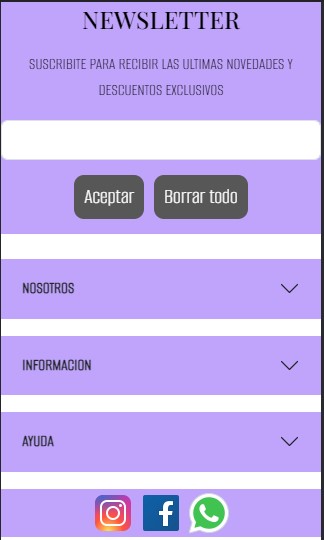 NEWSLETTER
SUSCRIBITE PARA RECIBIR LAS ULTIMAS NOVEDADES Y
DESCUENTOS EXCLUSIVOS
Aceptar Borrar todo
NOSOTROS
INFORMACION
AYUDA